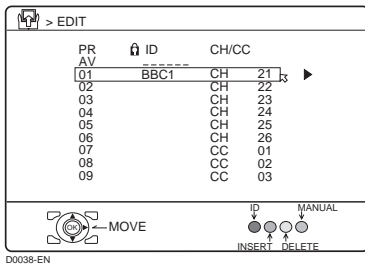 > EDIT
PR ID CH/CC
AV ------
01 BBC1 CH 21
02 CH 22
03 CH 23
04 CH 24
05 CH 25
06 CH 26
07 CC 01
08 CC 02
09 CC 03
ID MANUAL
OK MOVE
INSERT DELETE
D0038-EN